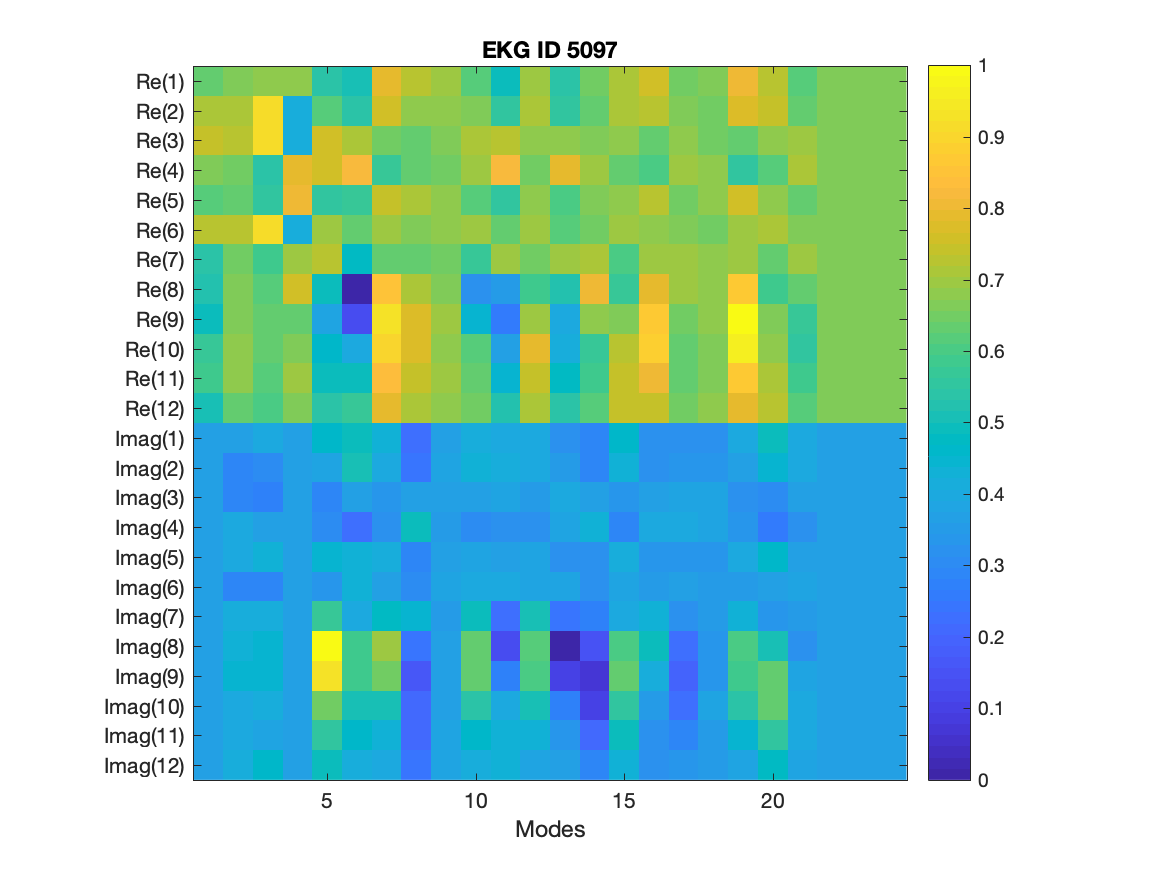 EKG ID 5097
Re(1)
Re(2)
Re(3)
Re(4)
Re(5)
Re(6)
Re(7)
Re(8)
Re(9)
Re(10)
Re(11)
Re(12)
Imag(1)
Imag(2)
Imag(3)
Imag(4)
Imag(5)
Imag(6)
Imag(7)
Imag(8)
Imag(9)
Imag(10)
Imag(11)
Imag(12)
5 10 15 20
Modes
1
0.9
0.8
0.7
0.6
0.5
0.4
0.3
0.2
0.1
0